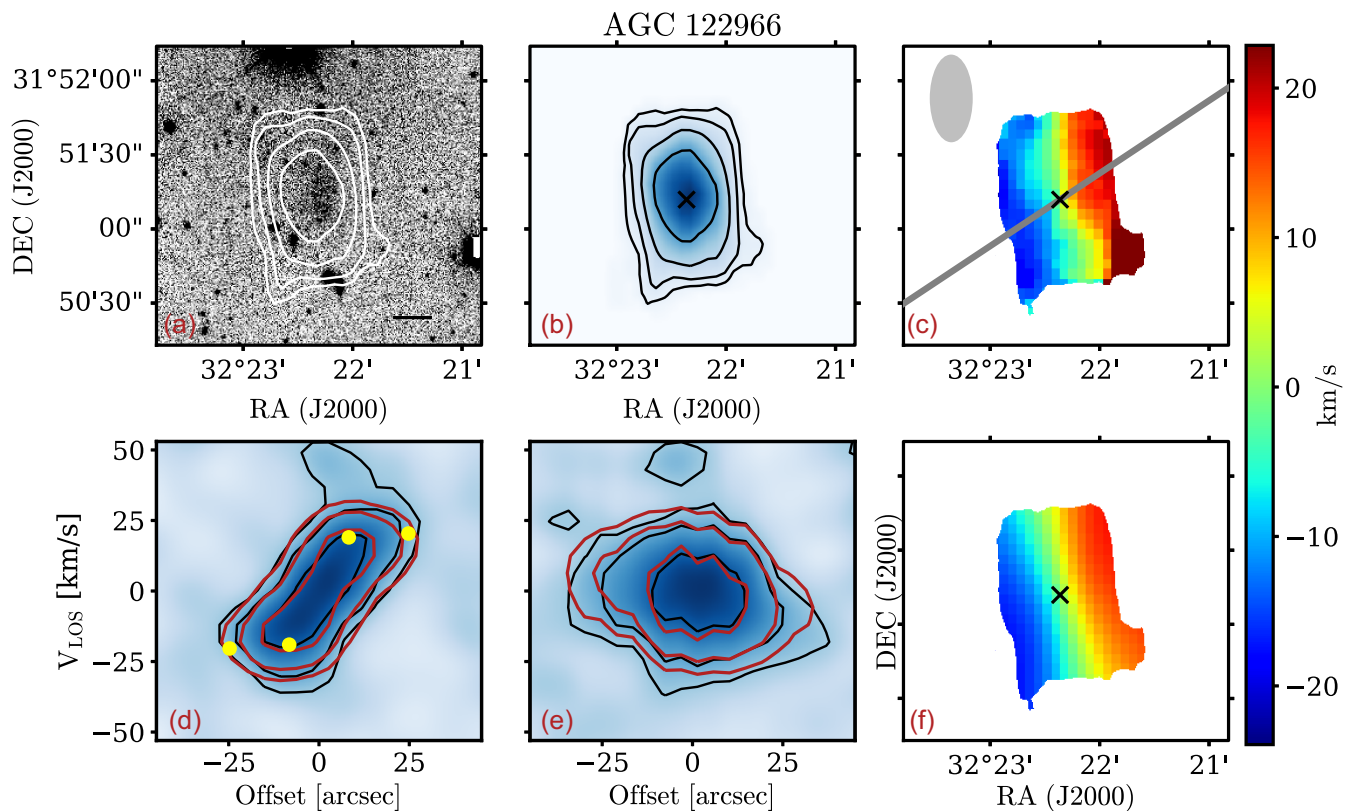 AGC 122966
31°52'00"
51'30"
00"
50'30"
DEC (J2000)
(a)
32°23'
22'
21'
RA (J2000)
(b)
22'
21'
RA (J2000)
(c)
32°23'
22'
20
10
0
−10
−20
km/s
50
25
0
−25
−50
V_LOS [km/s]
(d)
−25
0
25
Offset [arcsec]
(e)
−25
0
25
Offset [arcsec]
DEC (J2000)
(f)
32°23'
22'
RA (J2000)